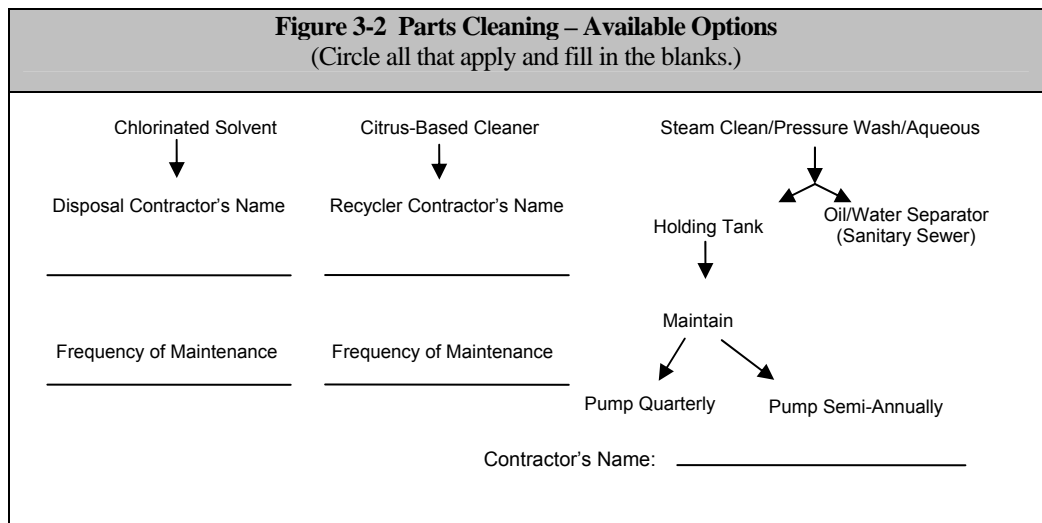 Figure 3-2 Parts Cleaning – Available Options
(Circle all that apply and fill in the blanks.)
Chlorinated Solvent
Disposal Contractor's Name
Frequency of Maintenance
Citrus-Based Cleaner
Recycler Contractor's Name
Frequency of Maintenance
Steam Clean/Pressure Wash/Aqueous
Holding Tank
Oil/Water Separator
(Sanitary Sewer)
Maintain
Pump Quarterly
Pump Semi-Annually
Contractor's Name: